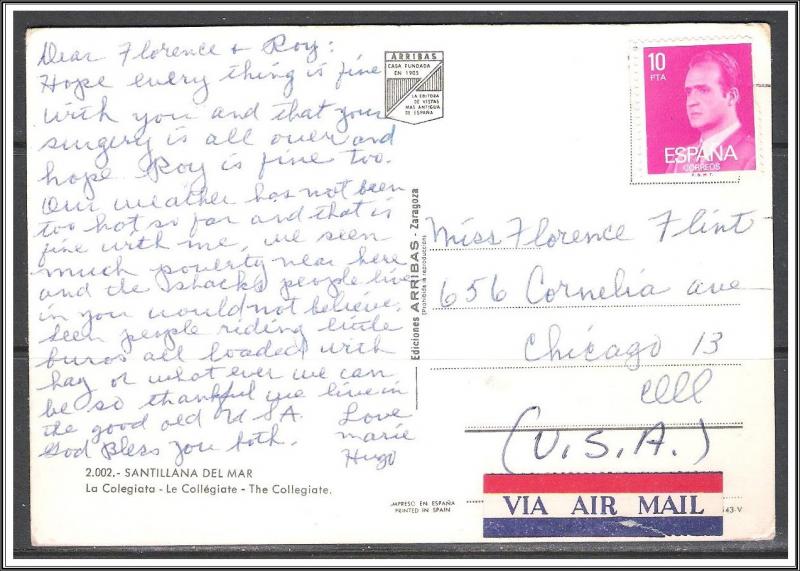 Dear Florence & Roy:
Hope every thing is fine
with you and that your
surgery is all over and
hope Roy is fine too.
Our weather has not been
too hot so far and that is
fine with me, we seen
much poverty near here
and the shacks people live
in you would not believe.
Seen people riding little
buros all loaded with
hay or what ever we can
be so thankful we live in
the good old U.S.A. Love
God Bless you both. Marie
Hugo
2.002.- SANTILLANA DEL MAR
La Colegiata - Le Collégiate - The Collegiate.
ARRIBAS
CASA FUNDADA
EN 1905
LA EDITORA
DE VISTAS
MAS ANTIGUA
DE ESPAÑA
Ediciones ARRIBAS - Zaragoza
(Prohibida la reproducción)
10
PTA
ESPAÑA
CORREOS
F.N.M.T.
Miss Florence Flint
656 Cornelia ave
Chicago 13
Ill
(U.S.A.)
VIA AIR MAIL
IMPRESO EN ESPAÑA
PRINTED IN SPAIN
43-V